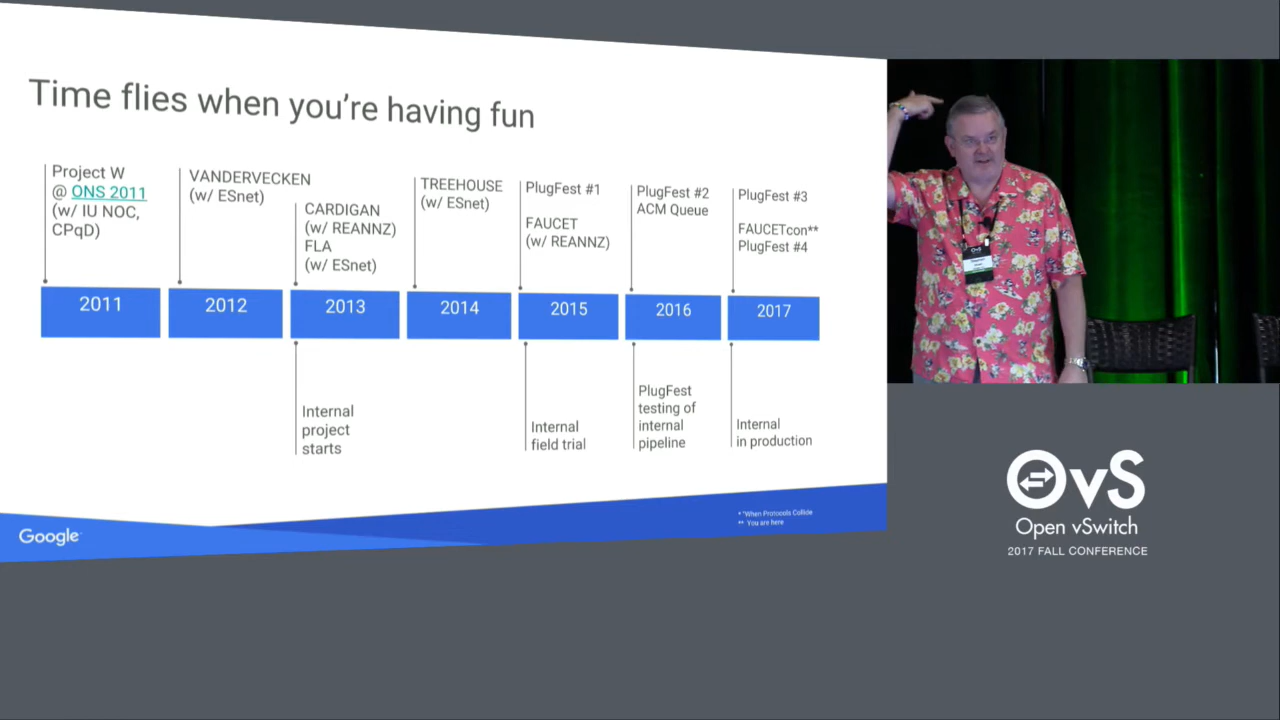 Time flies when you're having fun
Project W
@ ONS 2011
(w/ IU NOC,
CPqD)
VANDERVECKEN
(w/ ESnet)
CARDIGAN
(w/ REANNZ)
FLA
(w/ ESnet)
TREEHOUSE
(w/ ESnet)
PlugFest #1
FAUCET
(w/ REANNZ)
PlugFest #2
ACM Queue
PlugFest #3
FAUCETcon**
PlugFest #4
2011
2012
2013
2014
2015
2016
2017
Internal
project
starts
Internal
field trial
PlugFest
testing of
internal
pipeline
Internal
in production
* "When Protocols Collide
** You are here
Google
OvS
OvS
Open vSwitch
2017 FALL CONFERENCE